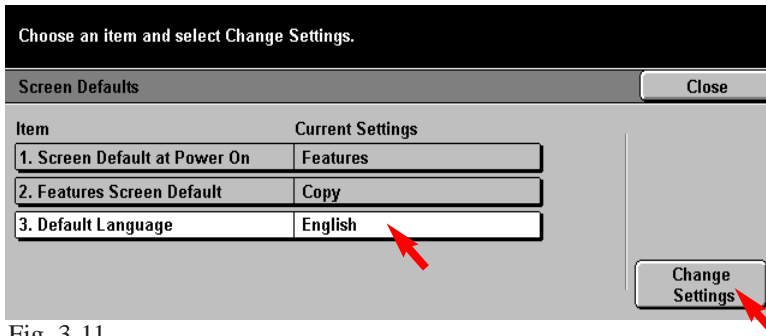 Choose an item and select Change Settings.
Screen Defaults
Close
Item Current Settings
1. Screen Default at Power On Features
2. Features Screen Default Copy
3. Default Language English
Change
Settings
Fig. 3-11